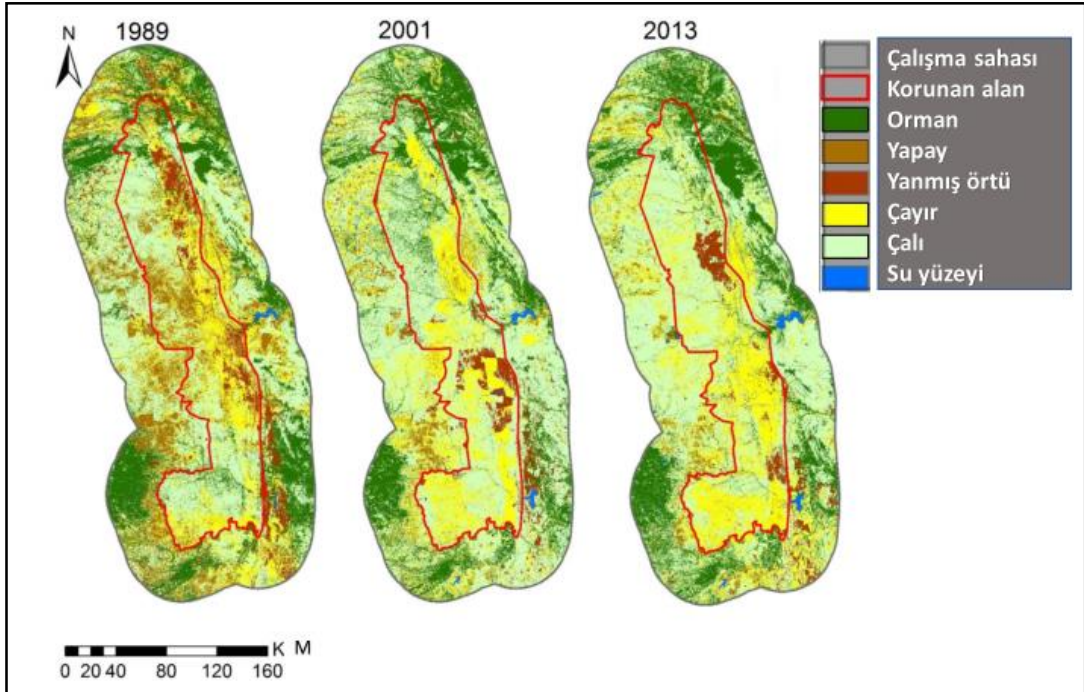 1989
2001
2013
N
Çalışma sahası
Korunan alan
Orman
Yapay
Yanmış örtü
Çayır
Çalı
Su yüzeyi
K M
0 20 40 80 120 160